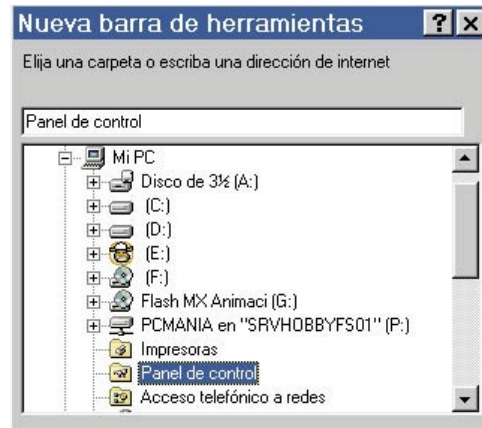 Nueva barra de herramientas ? ×
Elija una carpeta o escriba una dirección de internet
Panel de control
Mi PC
Disco de 3½ (A:)
(C:)
(D:)
(E:)
(F:)
Flash MX Animaci (G:)
PCMANIA en "SRVHOBBYFS01" (P:)
Impresoras
Panel de control
Acceso telefónico a redes